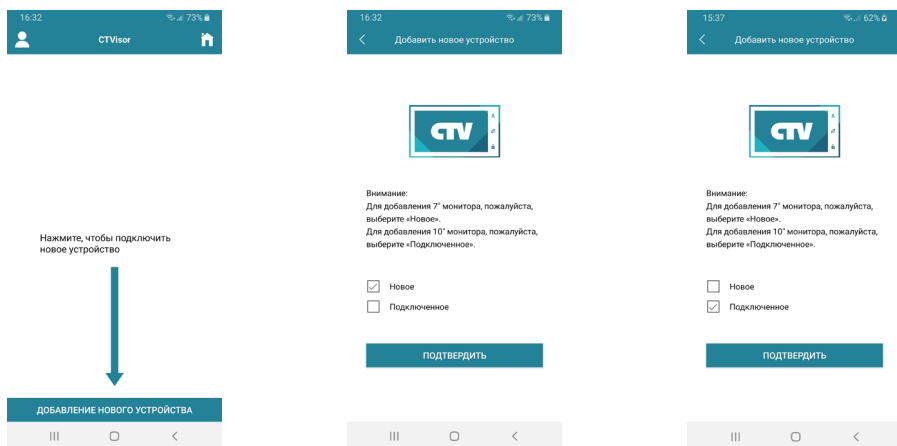 16:32
73%
CTVisor
Нажмите, чтобы подключить
новое устройство
ДОБАВЛЕНИЕ НОВОГО УСТРОЙСТВА
16:32
73%
Добавить новое устройство
CTV
Внимание:
Для добавления 7" монитора, пожалуйста,
выберите «Новое».
Для добавления 10" монитора, пожалуйста,
выберите «Подключенное».
Новое
Подключенное
ПОДТВЕРДИТЬ
15:37
62%
Добавить новое устройство
CTV
Внимание:
Для добавления 7" монитора, пожалуйста,
выберите «Новое».
Для добавления 10" монитора, пожалуйста,
выберите «Подключенное».
Новое
Подключенное
ПОДТВЕРДИТЬ